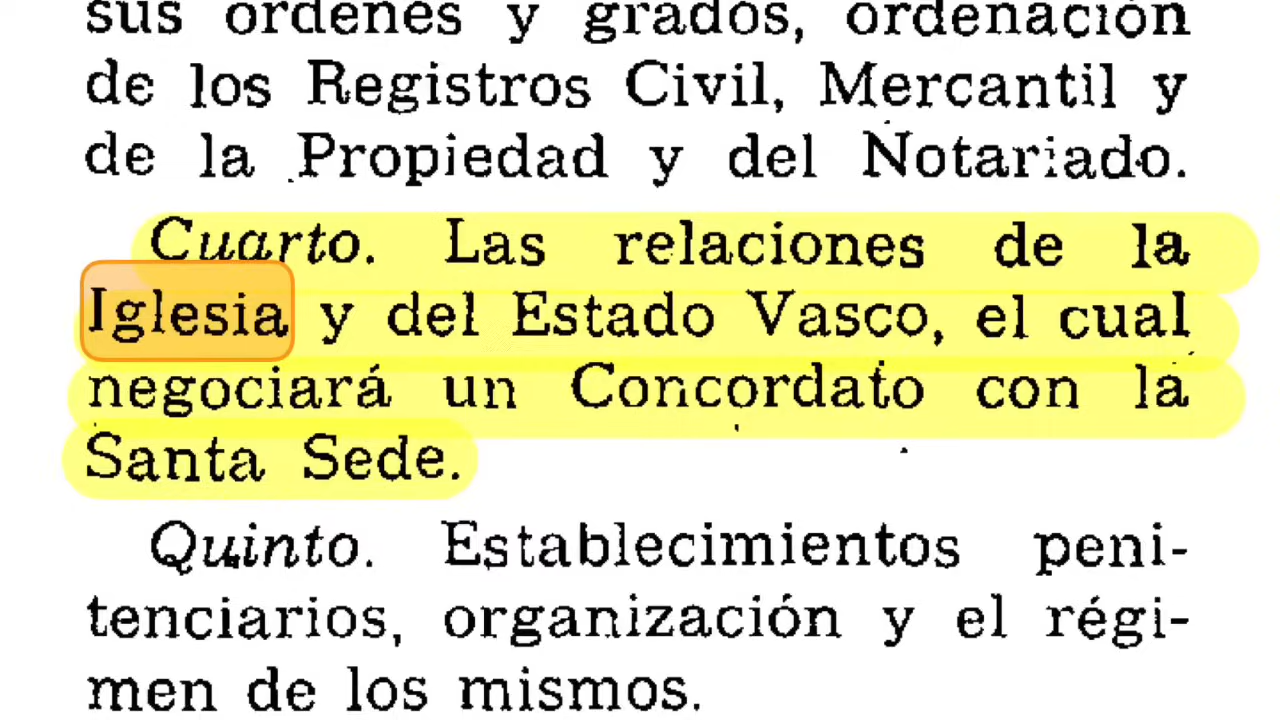 sus órdenes y grados, ordenación
de los Registros Civil, Mercantil y
de la Propiedad y del Notariado.
Cuarto. Las relaciones de la
Iglesia y del Estado Vasco, el cual
negociará un Concordato con la
Santa Sede.
Quinto. Establecimientos peni-
tenciarios, organización y el régi-
men de los mismos.